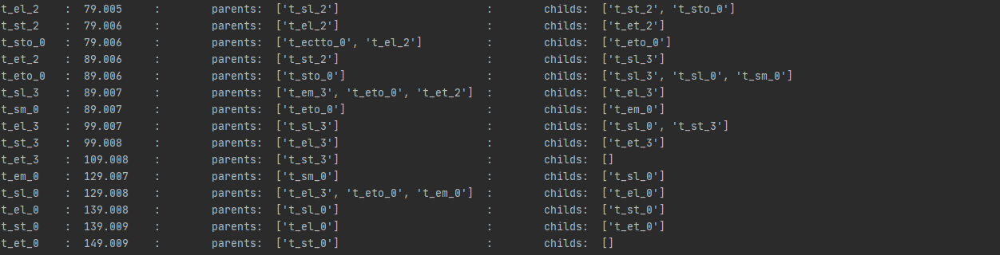 t_el_2 : 79.005 : parents: ['t_sl_2'] : childs: ['t_st_2', 't_sto_0']
t_st_2 : 79.006 : parents: ['t_el_2'] : childs: ['t_et_2']
t_sto_0 : 79.006 : parents: ['t_ectto_0', 't_el_2'] : childs: ['t_eto_0']
t_et_2 : 89.006 : parents: ['t_st_2'] : childs: ['t_sl_3']
t_eto_0 : 89.006 : parents: ['t_sto_0'] : childs: ['t_sl_3', 't_sl_0', 't_sm_0']
t_sl_3 : 89.007 : parents: ['t_em_3', 't_eto_0', 't_et_2'] : childs: ['t_el_3']
t_sm_0 : 89.007 : parents: ['t_eto_0'] : childs: ['t_em_0']
t_el_3 : 99.007 : parents: ['t_sl_3'] : childs: ['t_sl_0', 't_st_3']
t_st_3 : 99.008 : parents: ['t_el_3'] : childs: ['t_et_3']
t_et_3 : 109.008 : parents: ['t_st_3'] : childs: []
t_em_0 : 129.007 : parents: ['t_sm_0'] : childs: ['t_sl_0']
t_sl_0 : 129.008 : parents: ['t_el_3', 't_eto_0', 't_em_0'] : childs: ['t_el_0']
t_el_0 : 139.008 : parents: ['t_sl_0'] : childs: ['t_st_0']
t_st_0 : 139.009 : parents: ['t_el_0'] : childs: ['t_et_0']
t_et_0 : 149.009 : parents: ['t_st_0'] : childs: []